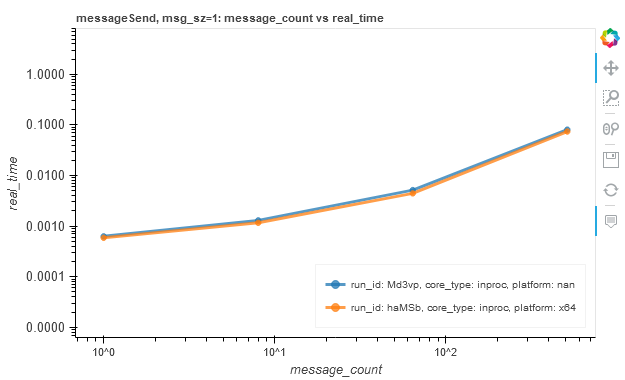 messageSend, msg_sz=1: message_count vs real_time
1.0000
0.1000
0.0100
0.0010
0.0001
0.0000
real_time
10^0
10^1
10^2
message_count
run_id: Md3vp, core_type: inproc, platform: nan
run_id: haMSb, core_type: inproc, platform: x64